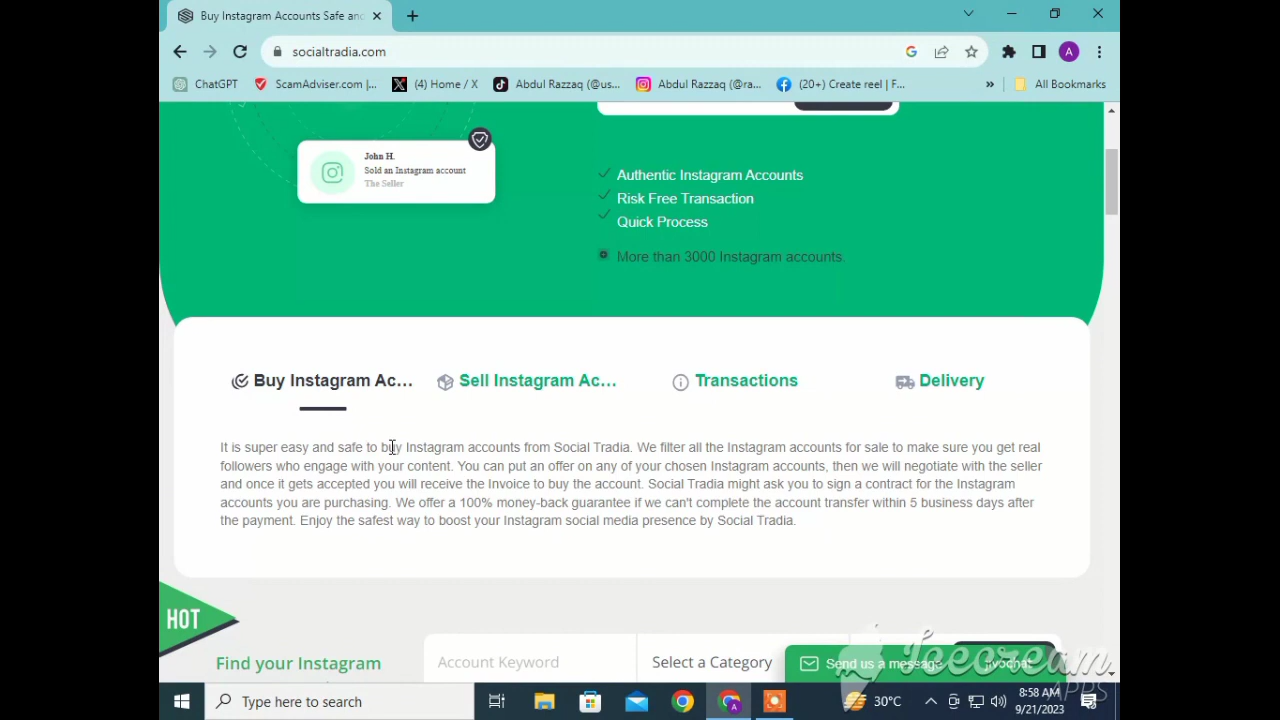 Buy Instagram Accounts Safe and
socialtradia.com
ChatGPT
ScamAdviser.com |...
(4) Home / X
Abdul Razzaq (@us...
Abdul Razzaq (@ra...
(20+) Create reel | F...
»
All Bookmarks
A
John H.
Sold an Instagram account
The Seller
Authentic Instagram Accounts
Risk Free Transaction
Quick Process
More than 3000 Instagram accounts.
Buy Instagram Ac...
Sell Instagram Ac...
Transactions
Delivery
It is super easy and safe to buy Instagram accounts from Social Tradia. We filter all the Instagram accounts for sale to make sure you get real
followers who engage with your content. You can put an offer on any of your chosen Instagram accounts, then we will negotiate with the seller
and once it gets accepted you will receive the Invoice to buy the account. Social Tradia might ask you to sign a contract for the Instagram
accounts you are purchasing. We offer a 100% money-back guarantee if we can't complete the account transfer within 5 business days after
the payment. Enjoy the safest way to boost your Instagram social media presence by Social Tradia.
HOT
Find your Instagram
Account Keyword
Select a Category
Send us a message
jivochat
Icecream
APPS
Type here to search
30°C
8:58 AM
9/21/2023